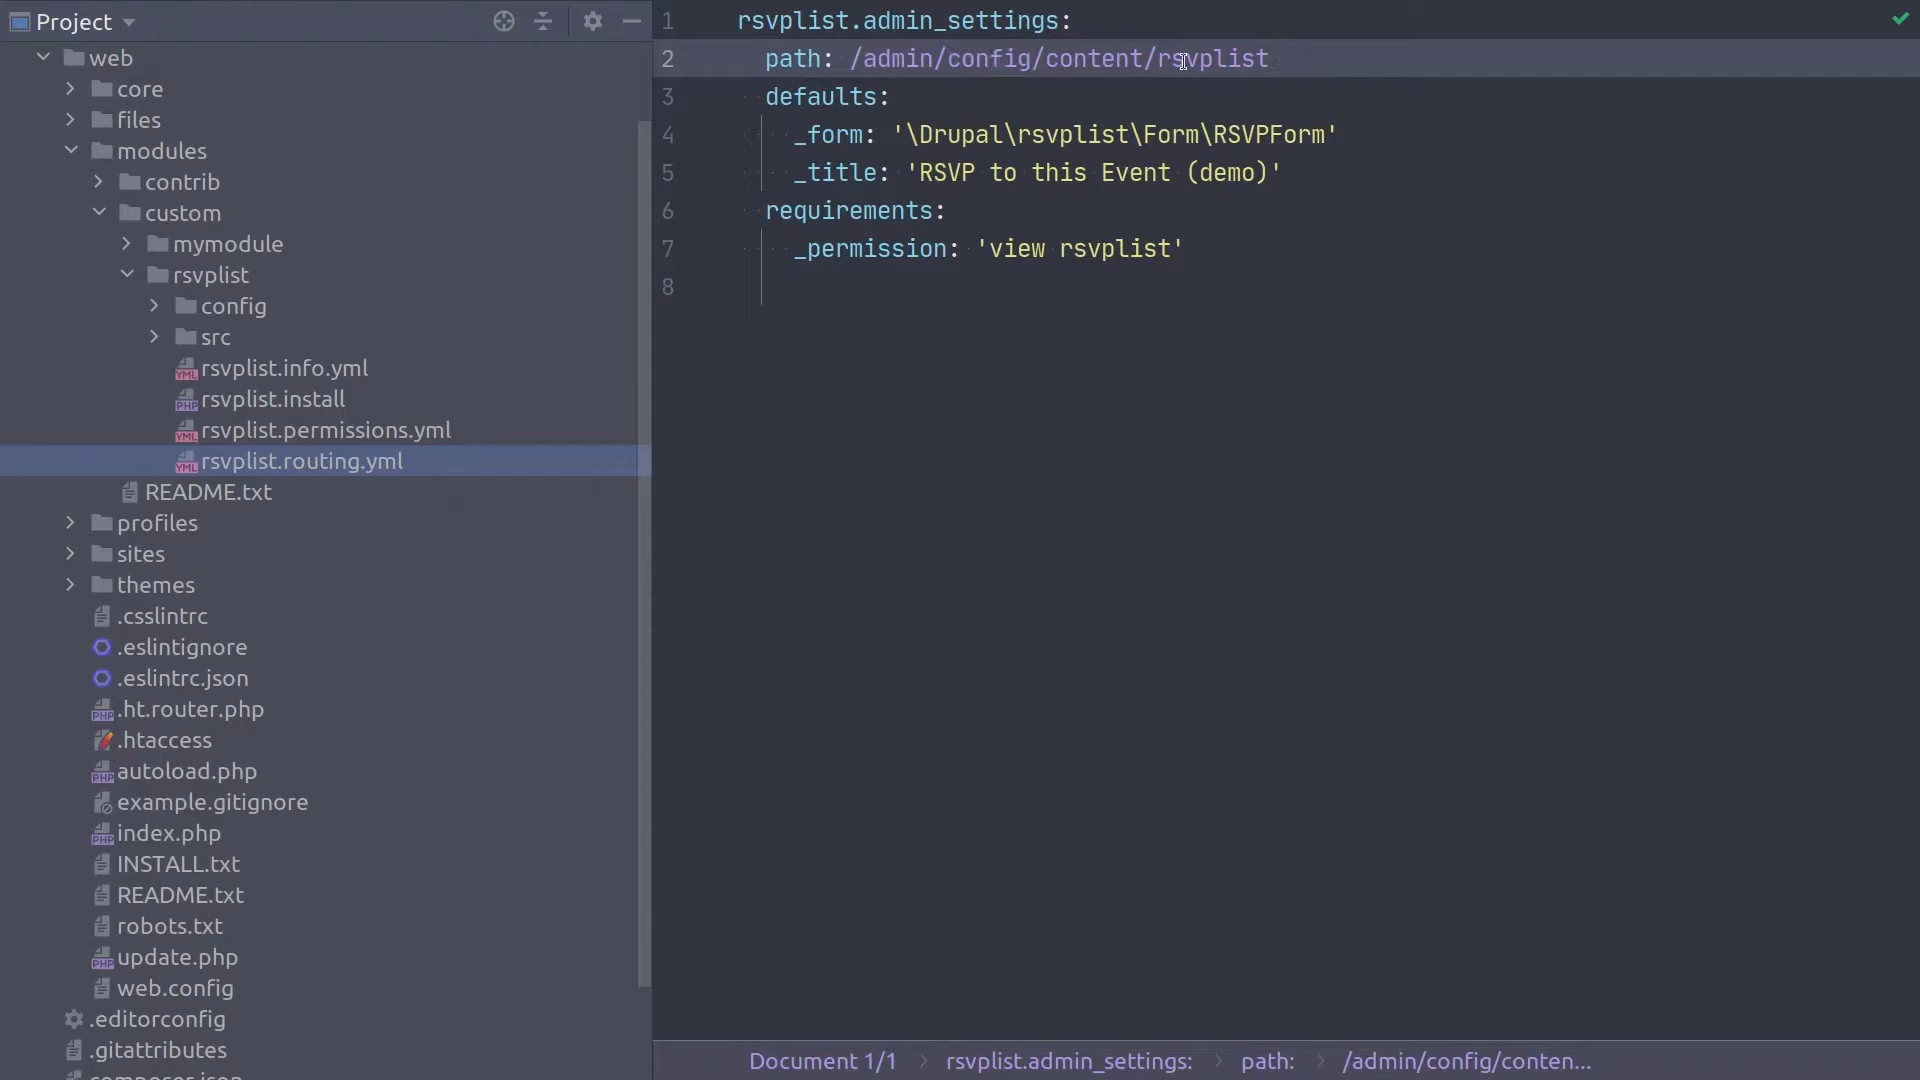 Project
web
core
files
modules
contrib
custom
mymodule
rsvplist
config
src
rsvplist.info.yml
rsvplist.install
rsvplist.permissions.yml
rsvplist.routing.yml
README.txt
profiles
sites
themes
.csslintrc
.eslintignore
.eslintrc.json
.ht.router.php
.htaccess
autoload.php
example.gitignore
index.php
INSTALL.txt
README.txt
robots.txt
update.php
web.config
.editorconfig
.gitattributes
composer.json
1 rsvplist.admin_settings:
2 path: /admin/config/content/rsvplist
3 defaults:
4 _form: '\Drupal\rsvplist\Form\RSVPForm'
5 _title: 'RSVP to this Event (demo)'
6 requirements:
7 _permission: 'view rsvplist'
8
Document 1/1 > rsvplist.admin_settings: > path: > /admin/config/conten...